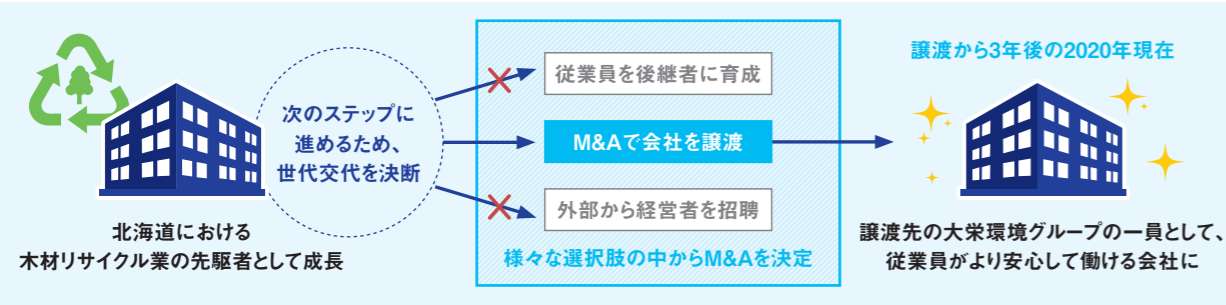 次のステップに
進めるため、
世代交代を決断
北海道における
木材リサイクル業の先駆者として成長
従業員を後継者に育成
M&Aで会社を譲渡
外部から経営者を招聘
様々な選択肢の中からM&Aを決定
譲渡から3年後の2020年現在
譲渡先の大栄環境グループの一員として、
従業員がより安心して働ける会社に